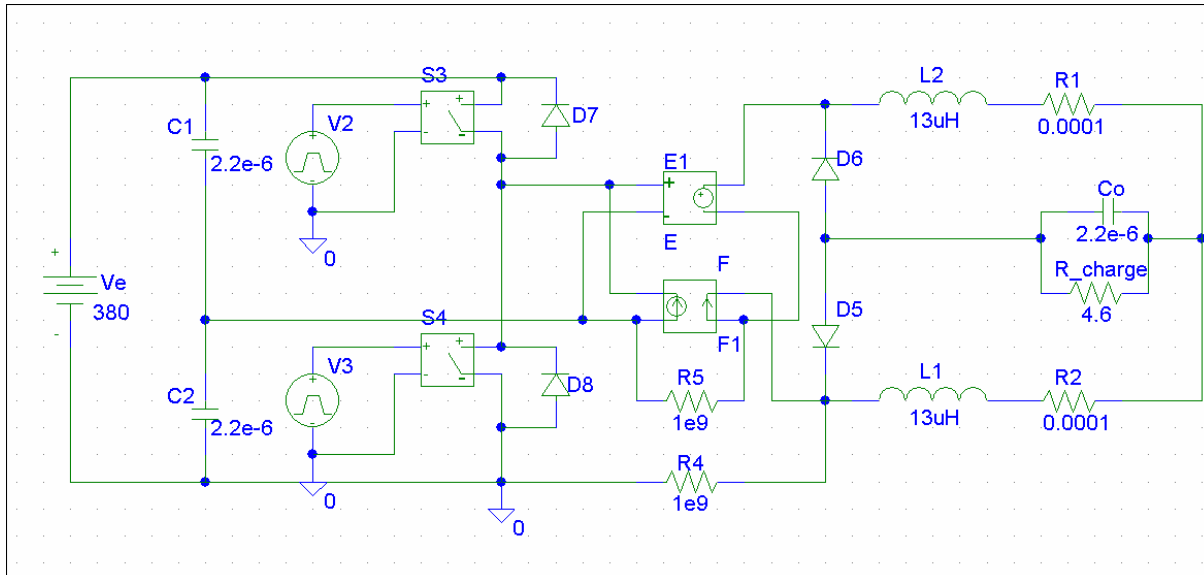 S3
L2
R1
C1
V2
D7
13uH
0.0001
2.2e-6
E1
D6
Co
+
E
2.2e-6
0
Ve
F
R_charge
380
S4
D5
4.6
-
V3
F1
C2
D8
R5
L1
R2
2.2e-6
1e9
13uH
0.0001
R4
0
1e9
0